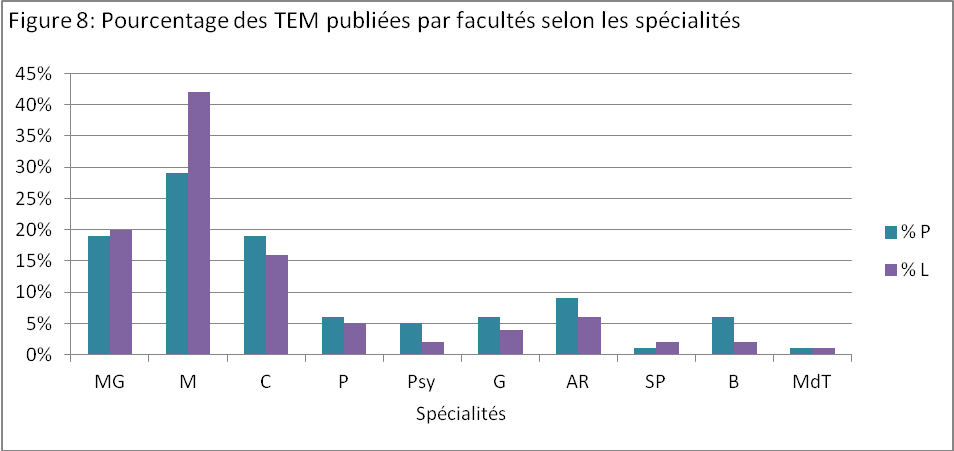 Figure 8: Pourcentage des TEM publiées par facultés selon les spécialités
45%
40%
35%
30%
25%
20%
15%
10%
5%
0%
MG M C P Psy G AR SP B MdT
Spécialités
% P
% L